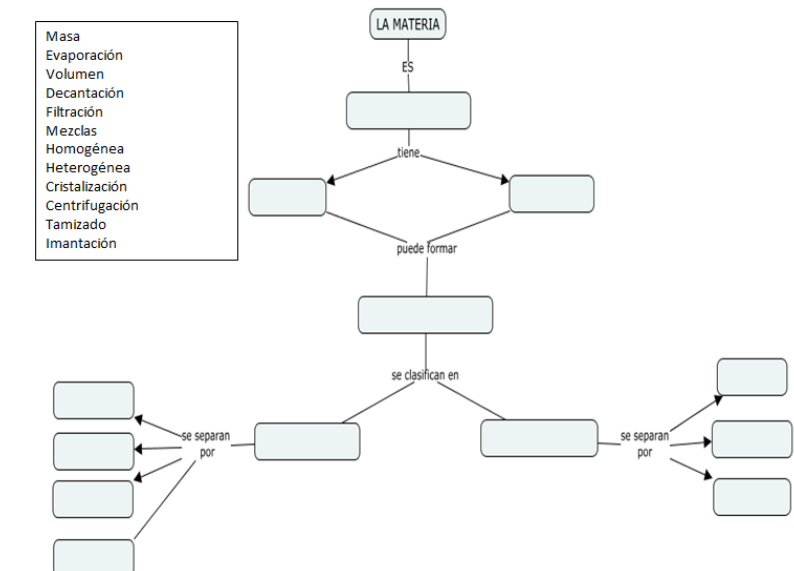 LA MATERIA
Masa
Evaporación
Volumen
Decantación
Filtración
Mezclas
Homogénea
Heterogénea
Cristalización
Centrifugación
Tamizado
Imantación
ES
tiene
puede formar
se clasifican en
se separan
por
se separan
por